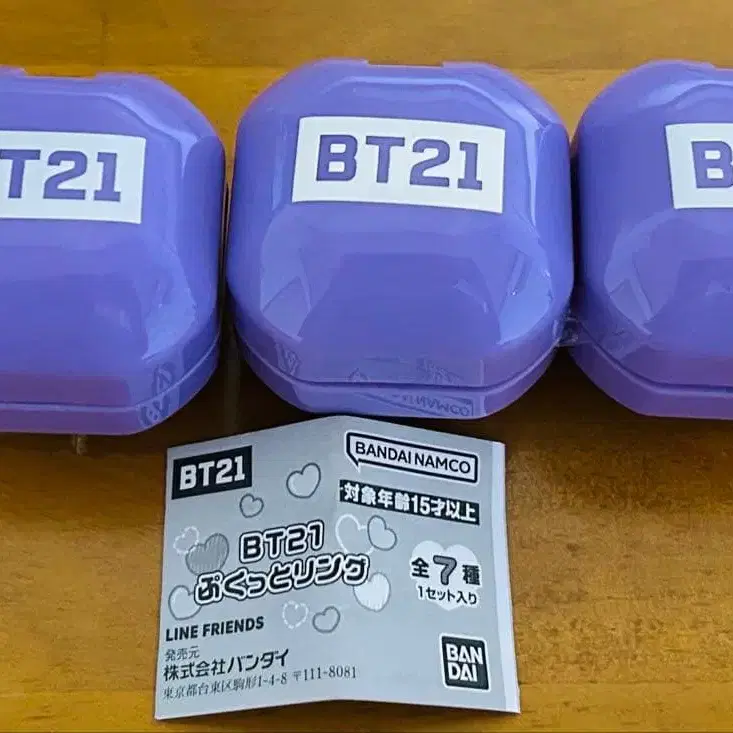 BT21
BT21
B
BT21
BANDAI NAMCO
対象年齢15才以上
BT21
ぷくっとリング
全7種
1セット入り
LINE FRIENDS
発売元
株式会社バンダイ
東京都台東区駒形1-4-8 〒111-8081
BAN
DAI